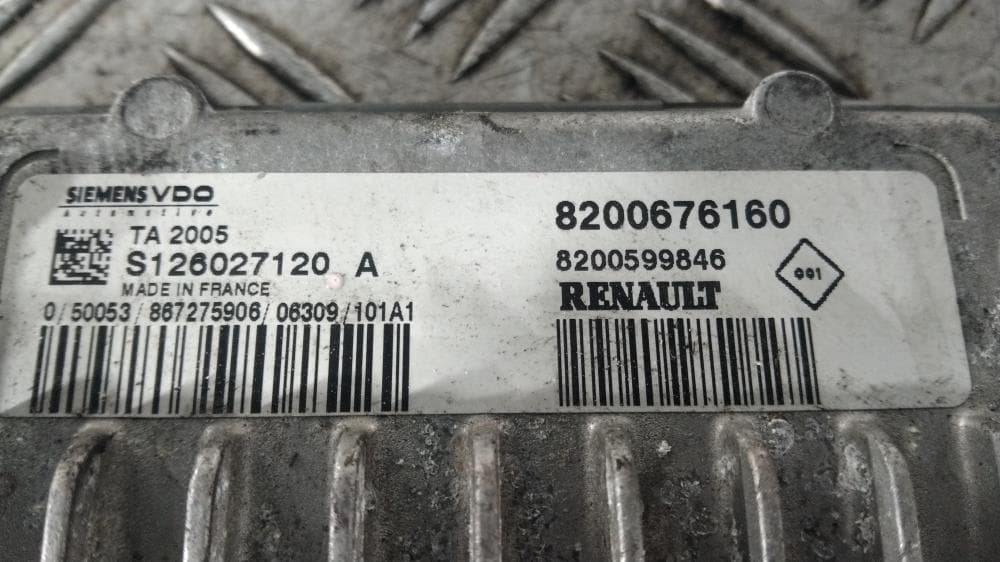 SIEMENS VDO
Automotive
TA 2005
S126027120 A
MADE IN FRANCE
0/50053/867275906/06309/101A1
8200676160
8200599846
001
RENAULT